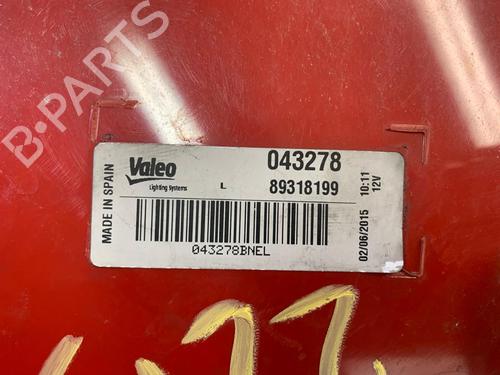 B-PARTS
MADE IN SPAIN
Valeo
Lighting Systems
L
043278
89318199
043278BNEL
02/06/2015 10:11
12V